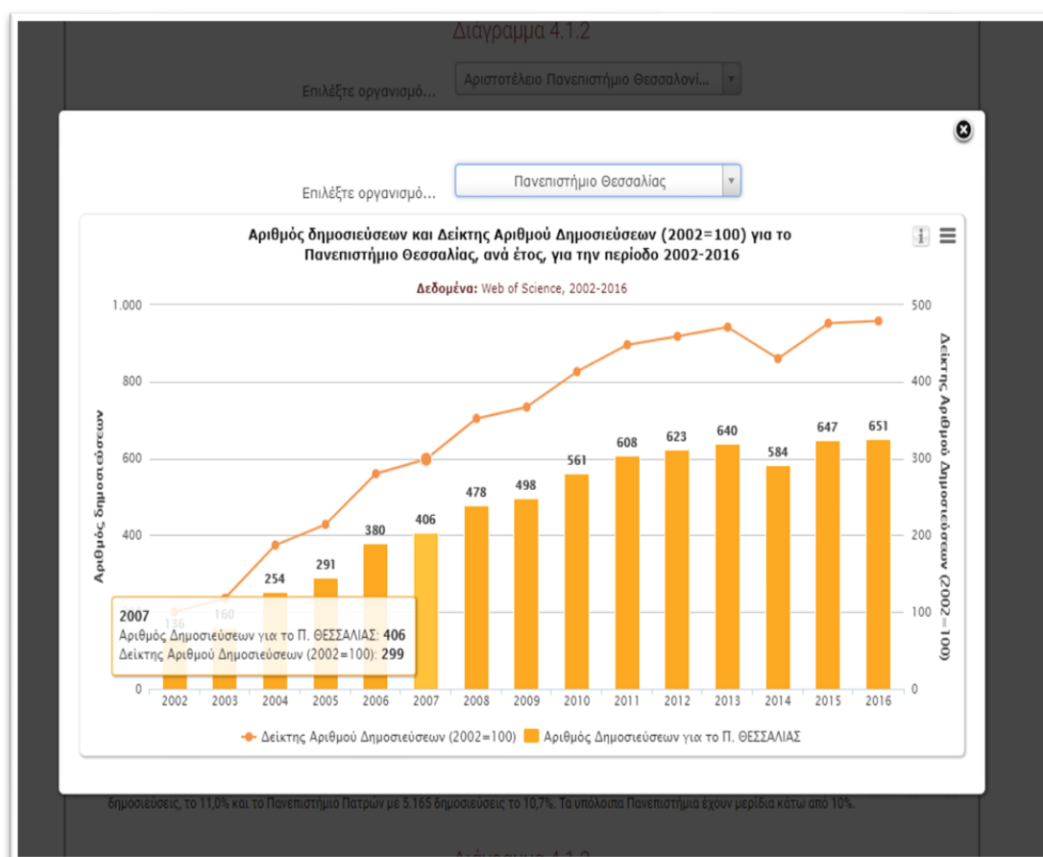 Διάγραμμα 4.1.2
Επιλέξτε οργανισμό...
Αριστοτέλειο Πανεπιστήμιο Θεσσαλονί...
Επιλέξτε οργανισμό...
Πανεπιστήμιο Θεσσαλίας
Αριθμός δημοσιεύσεων και Δείκτης Αριθμού Δημοσιεύσεων (2002=100) για το
Πανεπιστήμιο Θεσσαλίας, ανά έτος, για την περίοδο 2002-2016
Δεδομένα: Web of Science, 2002-2016
1.000
800
600
400
0
Αριθμός δημοσιεύσεων
500
400
300
200
100
0
Δείκτης Αριθμού Δημοσιεύσεων (2002=100)
136
160
254
291
380
406
478
498
561
608
623
640
584
647
651
2007
Αριθμός Δημοσιεύσεων για το Π. ΘΕΣΣΑΛΙΑΣ: 406
Δείκτης Αριθμού Δημοσιεύσεων (2002=100): 299
2002 2003 2004 2005 2006 2007 2008 2009 2010 2011 2012 2013 2014 2015 2016
Δείκτης Αριθμού Δημοσιεύσεων (2002=100) Αριθμός Δημοσιεύσεων για το Π. ΘΕΣΣΑΛΙΑΣ
δημοσιεύσεις, το 11,0% και το Πανεπιστήμιο Πατρών με 5.165 δημοσιεύσεις το 10,7%. Τα υπόλοιπα Πανεπιστήμια έχουν μερίδια κάτω από 10%.